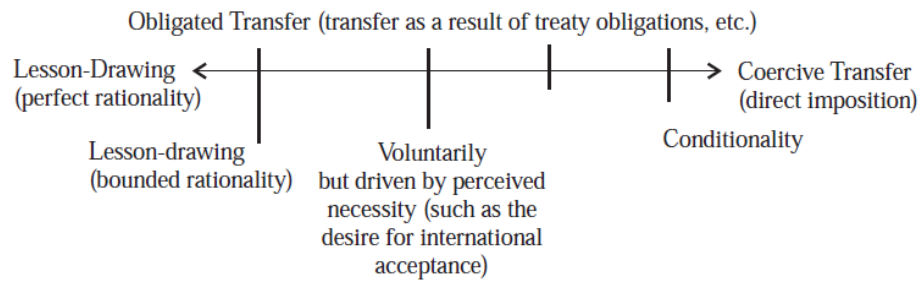 Obligated Transfer (transfer as a result of treaty obligations, etc.)
Lesson-Drawing
(perfect rationality)
Coercive Transfer
(direct imposition)
Lesson-drawing
(bounded rationality)
Voluntarily
but driven by perceived
necessity (such as the
desire for international
acceptance)
Conditionality